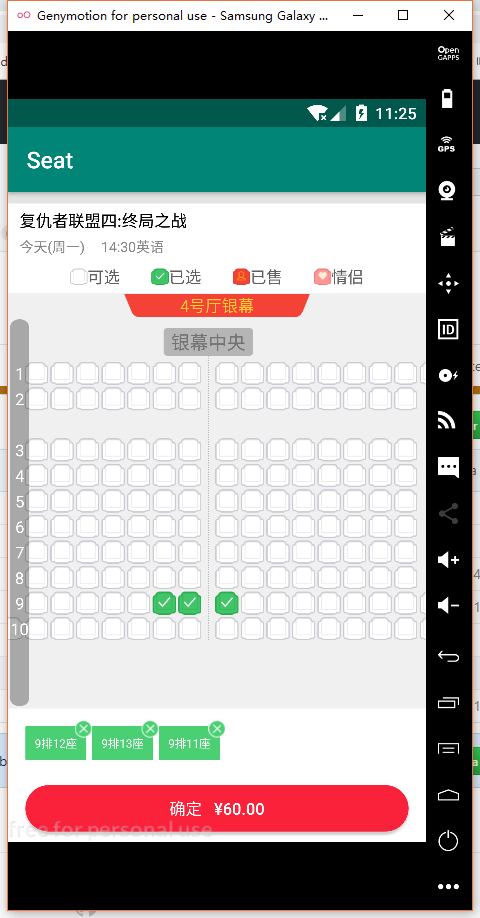 Genymotion for personal use - Samsung Galaxy ...
Open
GAPPS
11:25
GPS
Seat
复仇者联盟四:终局之战
今天(周一) 14:30英语
可选 已选 已售 情侣
4号厅银幕
ID
银幕中央
1
2
3
4
5
6
7
8
9
10
9排12座 9排13座 9排11座
确定 ¥60.00
free for personal use